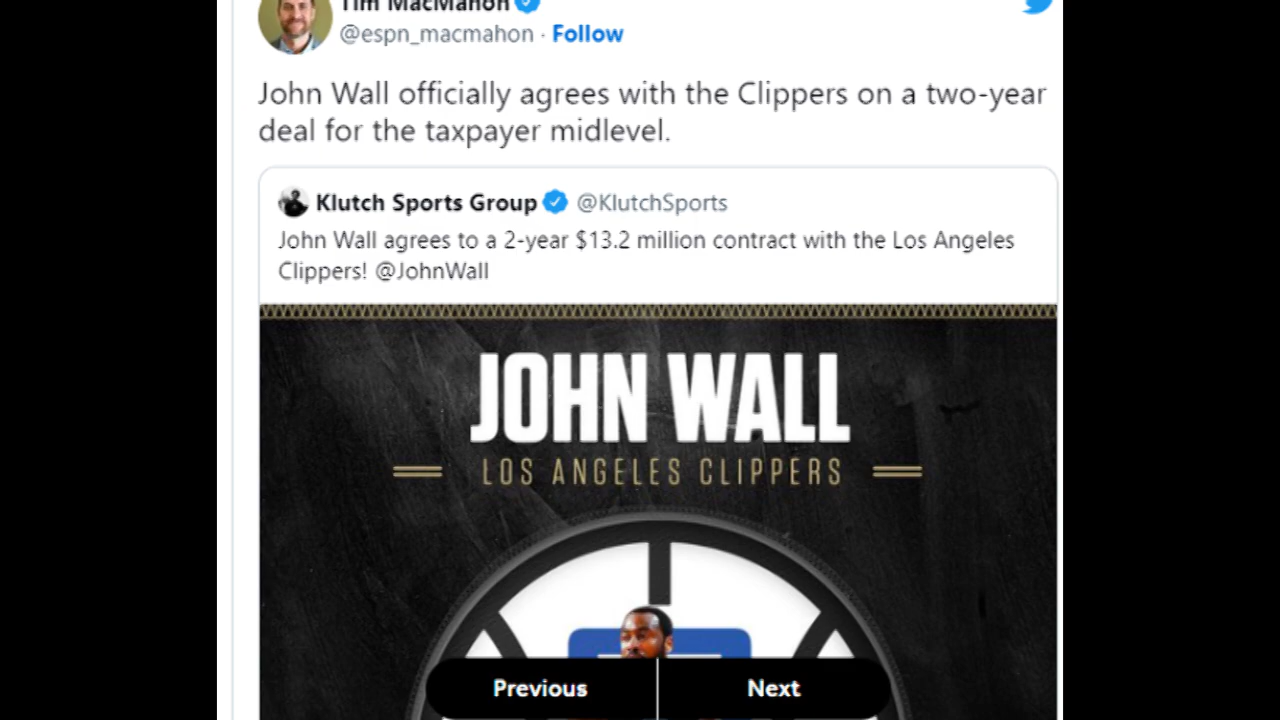 Tim MacMahon
@espn_macmahon · Follow
John Wall officially agrees with the Clippers on a two-year
deal for the taxpayer midlevel.
Klutch Sports Group @KlutchSports
John Wall agrees to a 2-year $13.2 million contract with the Los Angeles
Clippers! @JohnWall
JOHN WALL
LOS ANGELES CLIPPERS
Previous Next